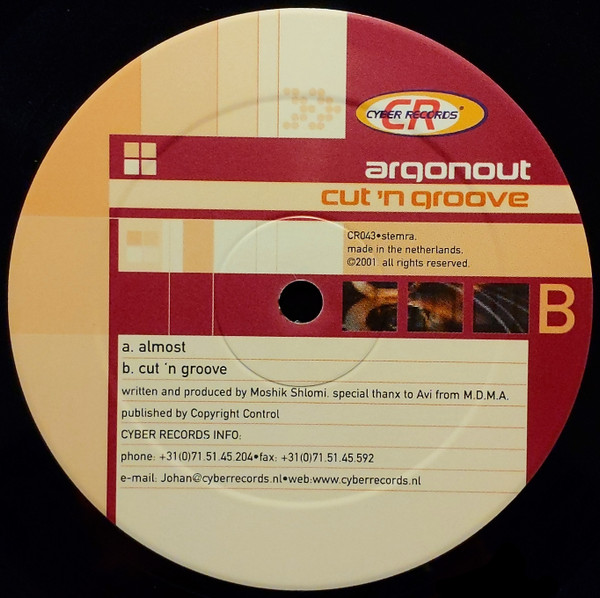 CR
CYBER RECORDS
argonout
cut 'n groove
CR043•stemra.
made in the netherlands.
©2001 all rights reserved.
B
a. almost
b. cut 'n groove
written and produced by Moshik Shlomi. special thanx to Avi from M.D.M.A.
published by Copyright Control
CYBER RECORDS INFO:
phone: +31(0)71.51.45.204•fax: +31(0)71.51.45.592
e-mail: Johan@cyberrecords.nl•web:www.cyberrecords.nl